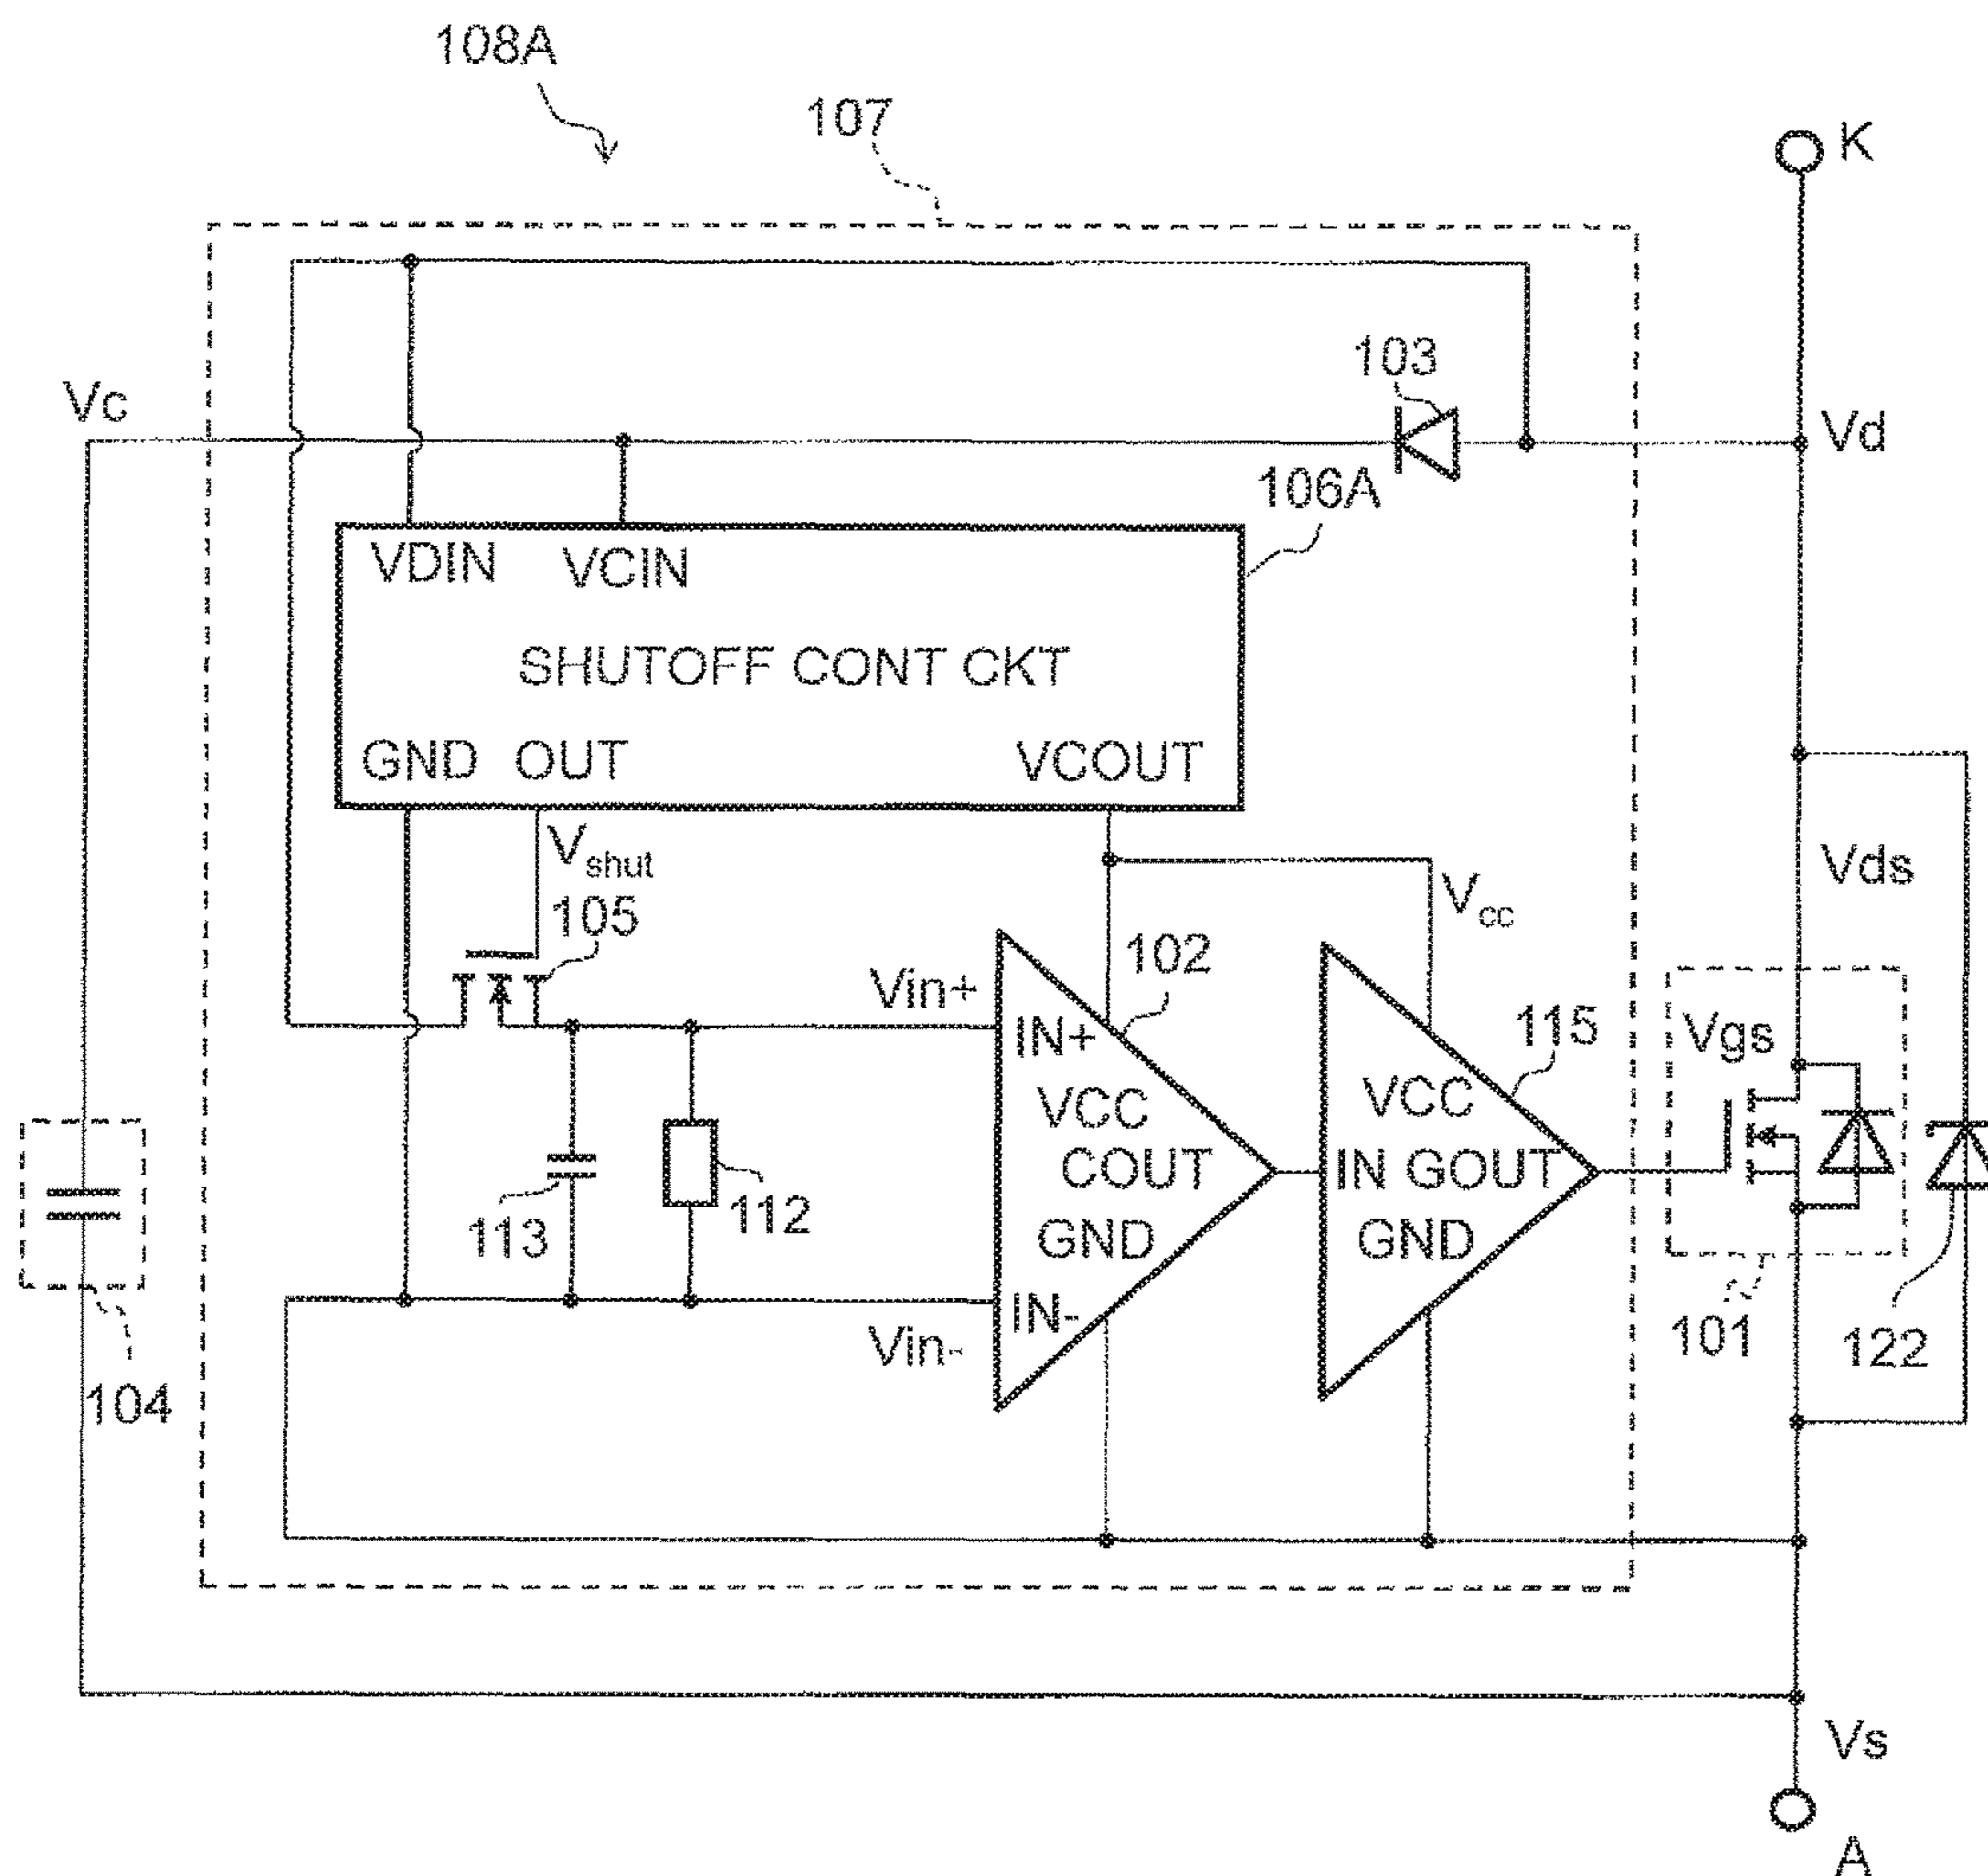 108A
107
K
103
Vc
Vd
106A
VDIN VCIN
SHUTOFF CONT CKT
GND OUT VCOUT
Vshut
105
Vds
Vcc
102
Vin+
IN+
115
Vgs
VCC
VCC
COUT
IN GOUT
113
112
GND
GND
IN-
Vin-
101
122
104
Vs
A